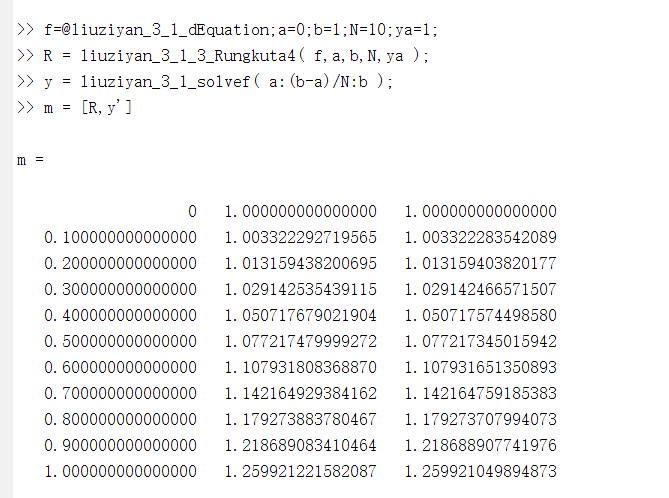 >> f=@liuziyan_3_1_dEquation;a=0;b=1;N=10;ya=1;
>> R = liuziyan_3_1_3_Rungkuta4( f,a,b,N,ya );
>> y = liuziyan_3_1_solvef( a:(b-a)/N:b );
>> m = [R,y']
m =
0 1.000000000000000 1.000000000000000
0.100000000000000 1.003322292719565 1.003322283542089
0.200000000000000 1.013159438200695 1.013159403820177
0.300000000000000 1.029142535439115 1.029142466571507
0.400000000000000 1.050717679021904 1.050717574498580
0.500000000000000 1.077217479999272 1.077217345015942
0.600000000000000 1.107931808368870 1.107931651350893
0.700000000000000 1.142164929384162 1.142164759185383
0.800000000000000 1.179273883780467 1.179273707994073
0.900000000000000 1.218689083410464 1.218688907741976
1.000000000000000 1.259921221582087 1.259921049894873